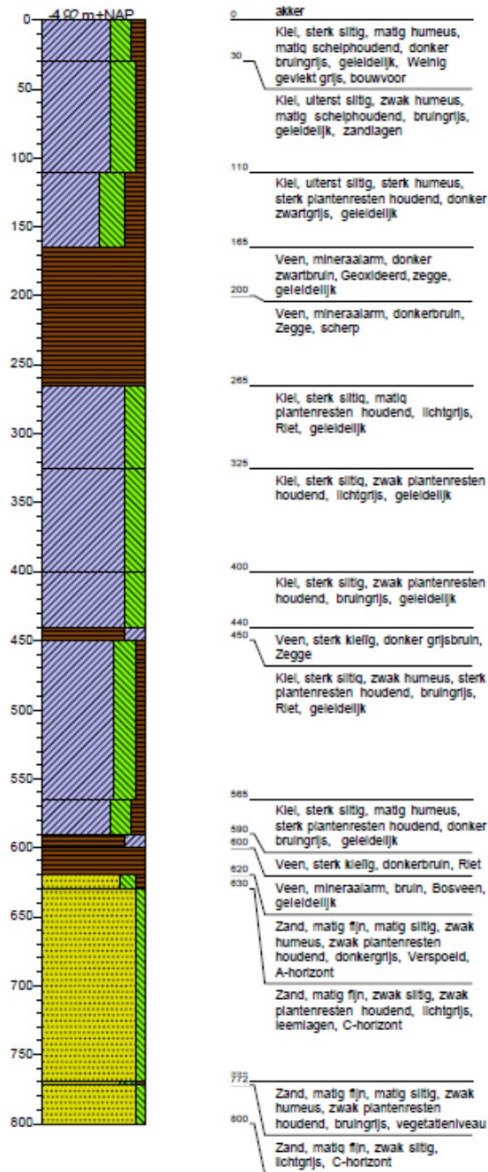 -4.92 m+NAP
0
50
100
150
200
250
300
350
400
450
500
550
600
650
700
750
800
0
akker
Klei, sterk siltig, matig humeus,
matig schelphoudend, donker
bruingrijs, geleidelijk, Weinig
gevlekt grijs, bouwvoor
30
Klei, uiterst siltig, zwak humeus,
matig schelphoudend, bruingrijs,
geleidelijk, zandlagen
110
Klei, uiterst siltig, sterk humeus,
sterk plantenresten houdend, donker
zwartgrijs, geleidelijk
165
Veen, mineraalarm, donker
zwartbruin, Geoxideerd, zegge,
geleidelijk
200
Veen, mineraalarm, donkerbruin,
Zegge, scherp
265
Klei, sterk siltig, matig
plantenresten houdend, lichtgrijs,
Riet, geleidelijk
325
Klei, sterk siltig, zwak plantenresten
houdend, lichtgrijs, geleidelijk
400
Klei, sterk siltig, zwak plantenresten
houdend, bruingrijs, geleidelijk
440
Veen, sterk kleiïg, donker grijsbruin,
Zegge
450
Klei, sterk siltig, zwak humeus, sterk
plantenresten houdend, bruingrijs,
Riet, geleidelijk
565
Klei, sterk siltig, matig humeus,
sterk plantenresten houdend, donker
bruingrijs, geleidelijk
590
Veen, sterk kleiïg, donkerbruin, Riet
600
Veen, mineraalarm, bruin, Bosveen,
geleidelijk
620
Zand, matig fijn, matig siltig, zwak
humeus, zwak plantenresten
houdend, donkergrijs, Verspoeld,
A-horizont
630
Zand, matig fijn, zwak siltig, zwak
plantenresten houdend, lichtgrijs,
leemlagen, C-horizont
772
Zand, matig fijn, matig siltig, zwak
humeus, zwak plantenresten
houdend, bruingrijs, vegetatieniveau
Zand, matig fijn, zwak siltig,
lichtgrijs, C-horizont
800